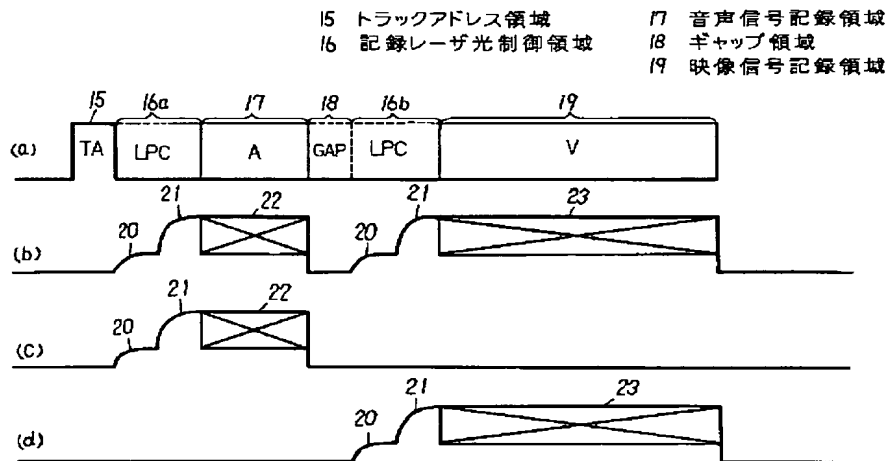 15 トラックアドレス領域
16 記録レーザ光制御領域
17 音声信号記録領域
18 ギャップ領域
19 映像信号記録領域
15 16a 17 18 16b 19
(a) TA LPC A GAP LPC V
20 21 22 20 21 23
(b)
20 21 22
(c)
20 21 23
(d)